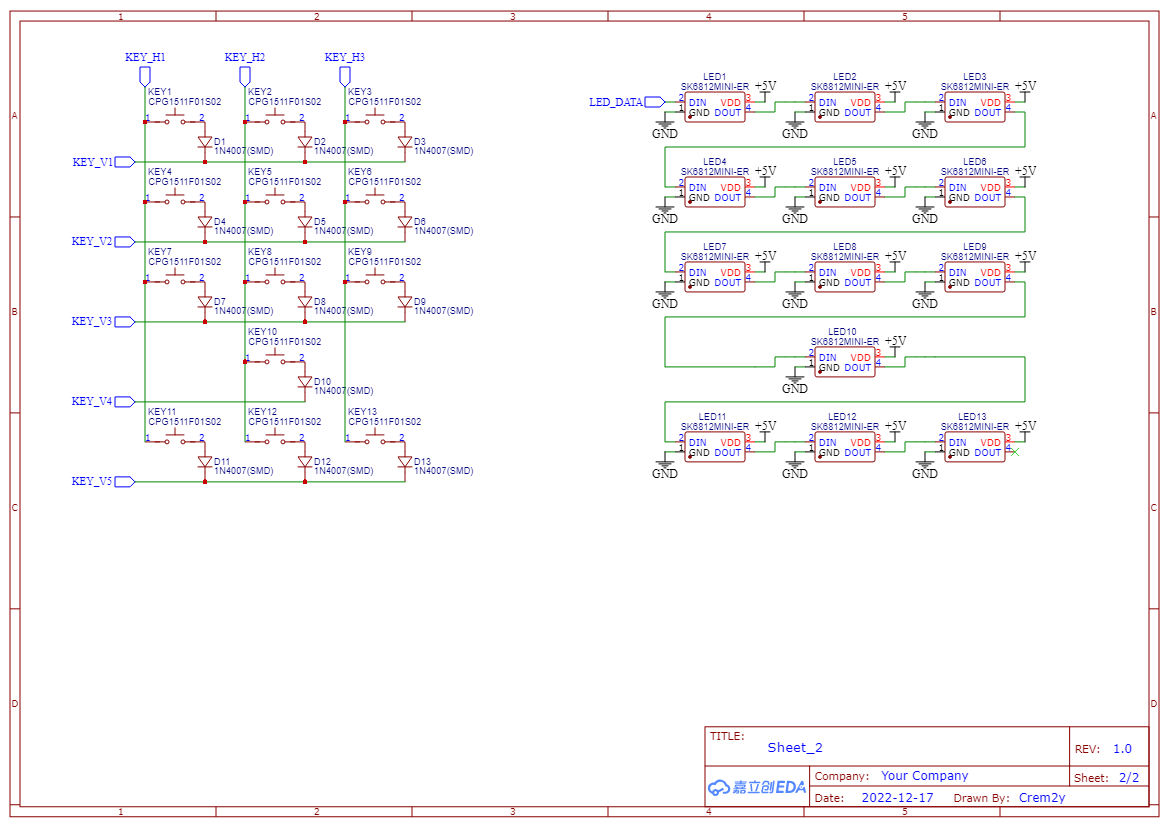 1 2 3 4 5
KEY_H1 KEY_H2 KEY_H3
KEY1 KEY2 KEY3
CPG1511F01S02 CPG1511F01S02 CPG1511F01S02
1 2 1 2 1 2
D1 D2 D3
1N4007(SMD) 1N4007(SMD) 1N4007(SMD)
KEY_V1
KEY4 KEY5 KEY6
CPG1511F01S02 CPG1511F01S02 CPG1511F01S02
1 2 1 2 1 2
D4 D5 D6
1N4007(SMD) 1N4007(SMD) 1N4007(SMD)
KEY_V2
KEY7 KEY8 KEY9
CPG1511F01S02 CPG1511F01S02 CPG1511F01S02
1 2 1 2 1 2
D7 D8 D9
1N4007(SMD) 1N4007(SMD) 1N4007(SMD)
KEY_V3
KEY10
CPG1511F01S02
1 2
D10
1N4007(SMD)
KEY_V4
KEY11 KEY12 KEY13
CPG1511F01S02 CPG1511F01S02 CPG1511F01S02
1 2 1 2 1 2
D11 D12 D13
1N4007(SMD) 1N4007(SMD) 1N4007(SMD)
KEY_V5
LED1 LED2 LED3
SK6812MINI-ER +5V SK6812MINI-ER +5V SK6812MINI-ER +5V
LED_DATA 2 DIN VDD 3 2 DIN VDD 3 2 DIN VDD 3
1 GND DOUT 4 1 GND DOUT 4 1 GND DOUT 4
GND GND GND
LED4 LED5 LED6
SK6812MINI-ER +5V SK6812MINI-ER +5V SK6812MINI-ER +5V
2 DIN VDD 3 2 DIN VDD 3 2 DIN VDD 3
1 GND DOUT 4 1 GND DOUT 4 1 GND DOUT 4
GND GND GND
LED7 LED8 LED9
SK6812MINI-ER +5V SK6812MINI-ER +5V SK6812MINI-ER +5V
2 DIN VDD 3 2 DIN VDD 3 2 DIN VDD 3
1 GND DOUT 4 1 GND DOUT 4 1 GND DOUT 4
GND GND GND
LED10
SK6812MINI-ER +5V
2 DIN VDD 3
1 GND DOUT 4
GND
LED11 LED12 LED13
SK6812MINI-ER +5V SK6812MINI-ER +5V SK6812MINI-ER +5V
2 DIN VDD 3 2 DIN VDD 3 2 DIN VDD 3
1 GND DOUT 4 1 GND DOUT 4 1 GND DOUT 4
GND GND GND
A A
B B
C C
D D
TITLE:
Sheet_2
REV: 1.0
嘉立创EDA
Company: Your Company
Sheet: 2/2
Date: 2022-12-17 Drawn By: Crem2y
1 2 3 4 5